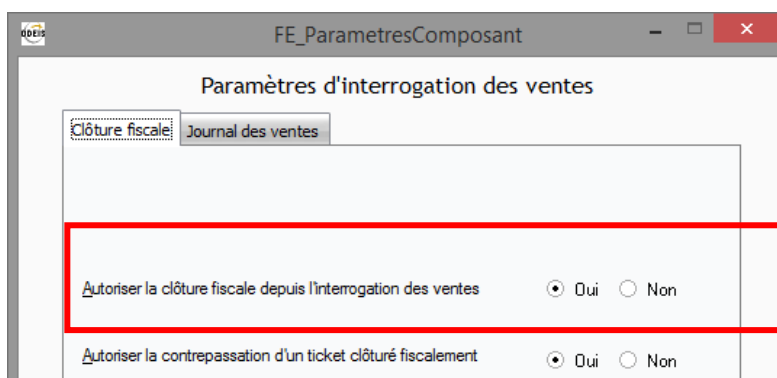 ODEIS
FE_ParametresComposant
Paramètres d'interrogation des ventes
Clôture fiscale Journal des ventes
Autoriser la clôture fiscale depuis l'interrogation des ventes Oui Non
Autoriser la contrepassation d'un ticket clôturé fiscalement Oui Non